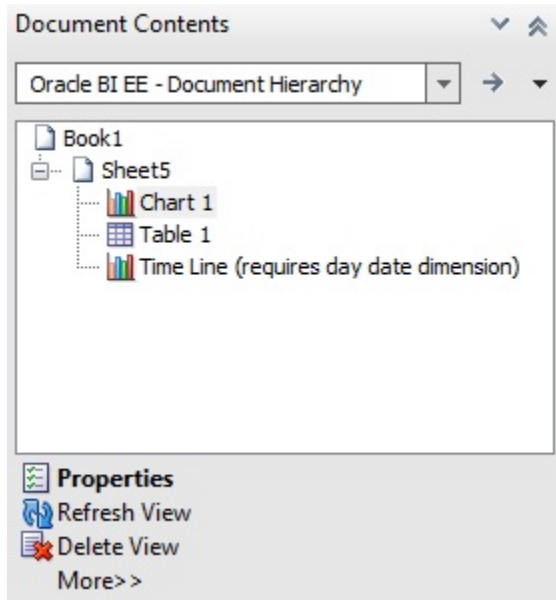 Document Contents
Oracle BI EE - Document Hierarchy
Book1
Sheet5
Chart 1
Table 1
Time Line (requires day date dimension)
Properties
Refresh View
Delete View
More>>